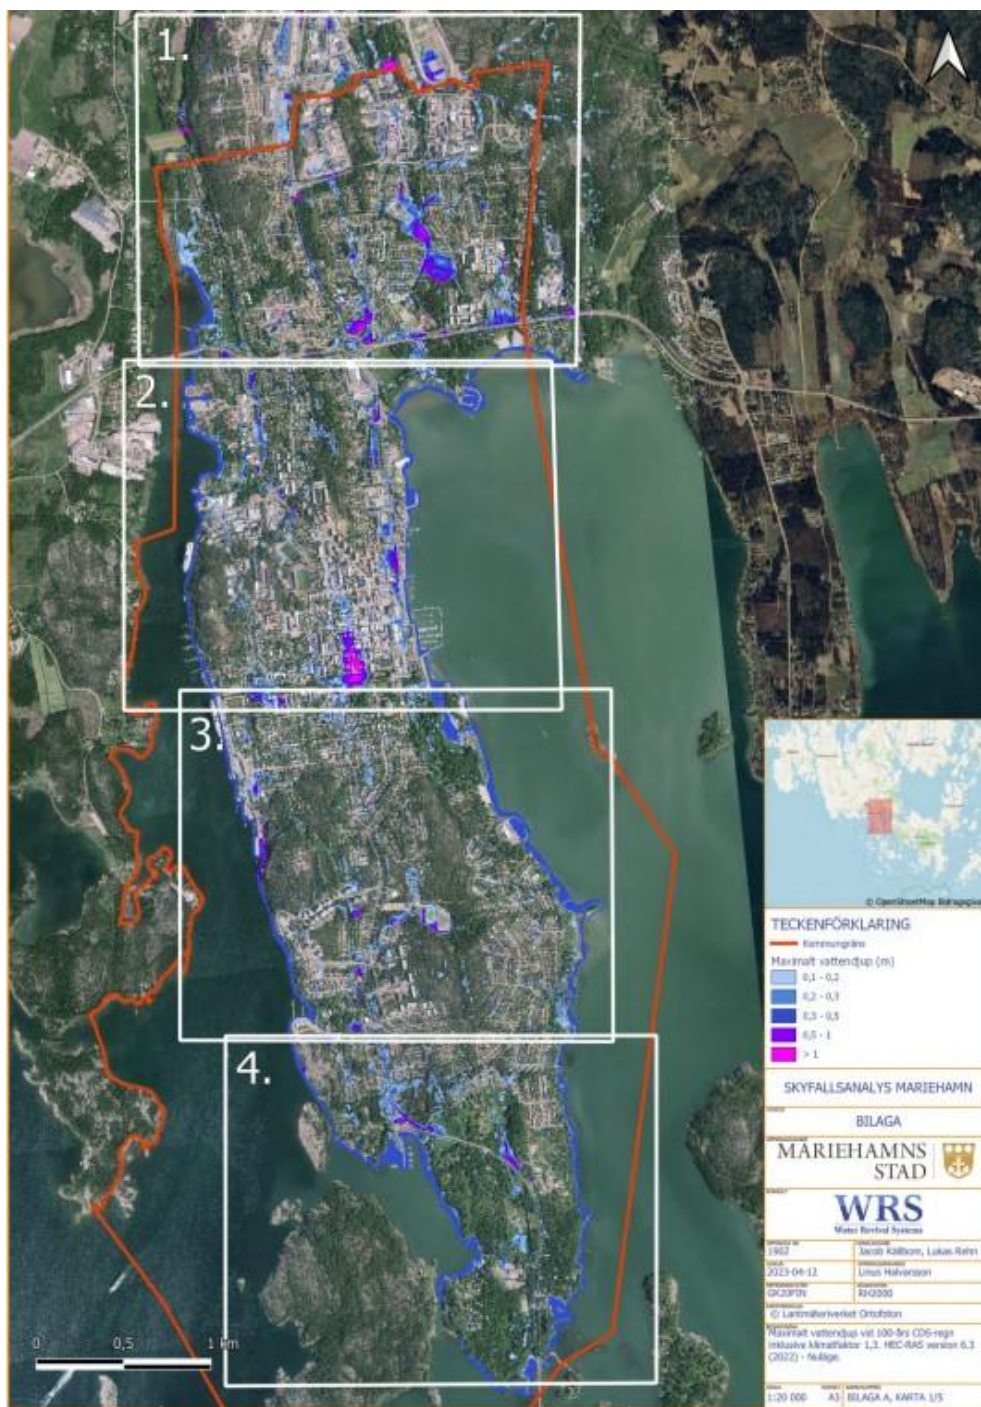 1.
2.
3.
4.
© OpenStreetMap Bidragsgivare
TECKENFÖRKLARING
Kommungräns
Maximalt vattendjup (m)
0,1 - 0,2
0,2 - 0,3
0,3 - 0,5
0,5 - 1
> 1
SKYFALLSANALYS MARIEHAMN
BILAGA
MARIEHAMNS
STAD
WRS
Water Revival Systems
1902
Jacob Källbom, Lukas Rehn
2023-04-12
Linus Halvarsson
GK20FIN
RH2000
© Lantmäteriverket Ortofoton
Maximalt vattendjup vid 100-års CDS-regn
inklusive klimatfaktor 1,3. HEC-RAS version 6.3
(2022) - Nuläge.
1:20 000
A3
BILAGA A, KARTA 1/5
0
0,5
1 km